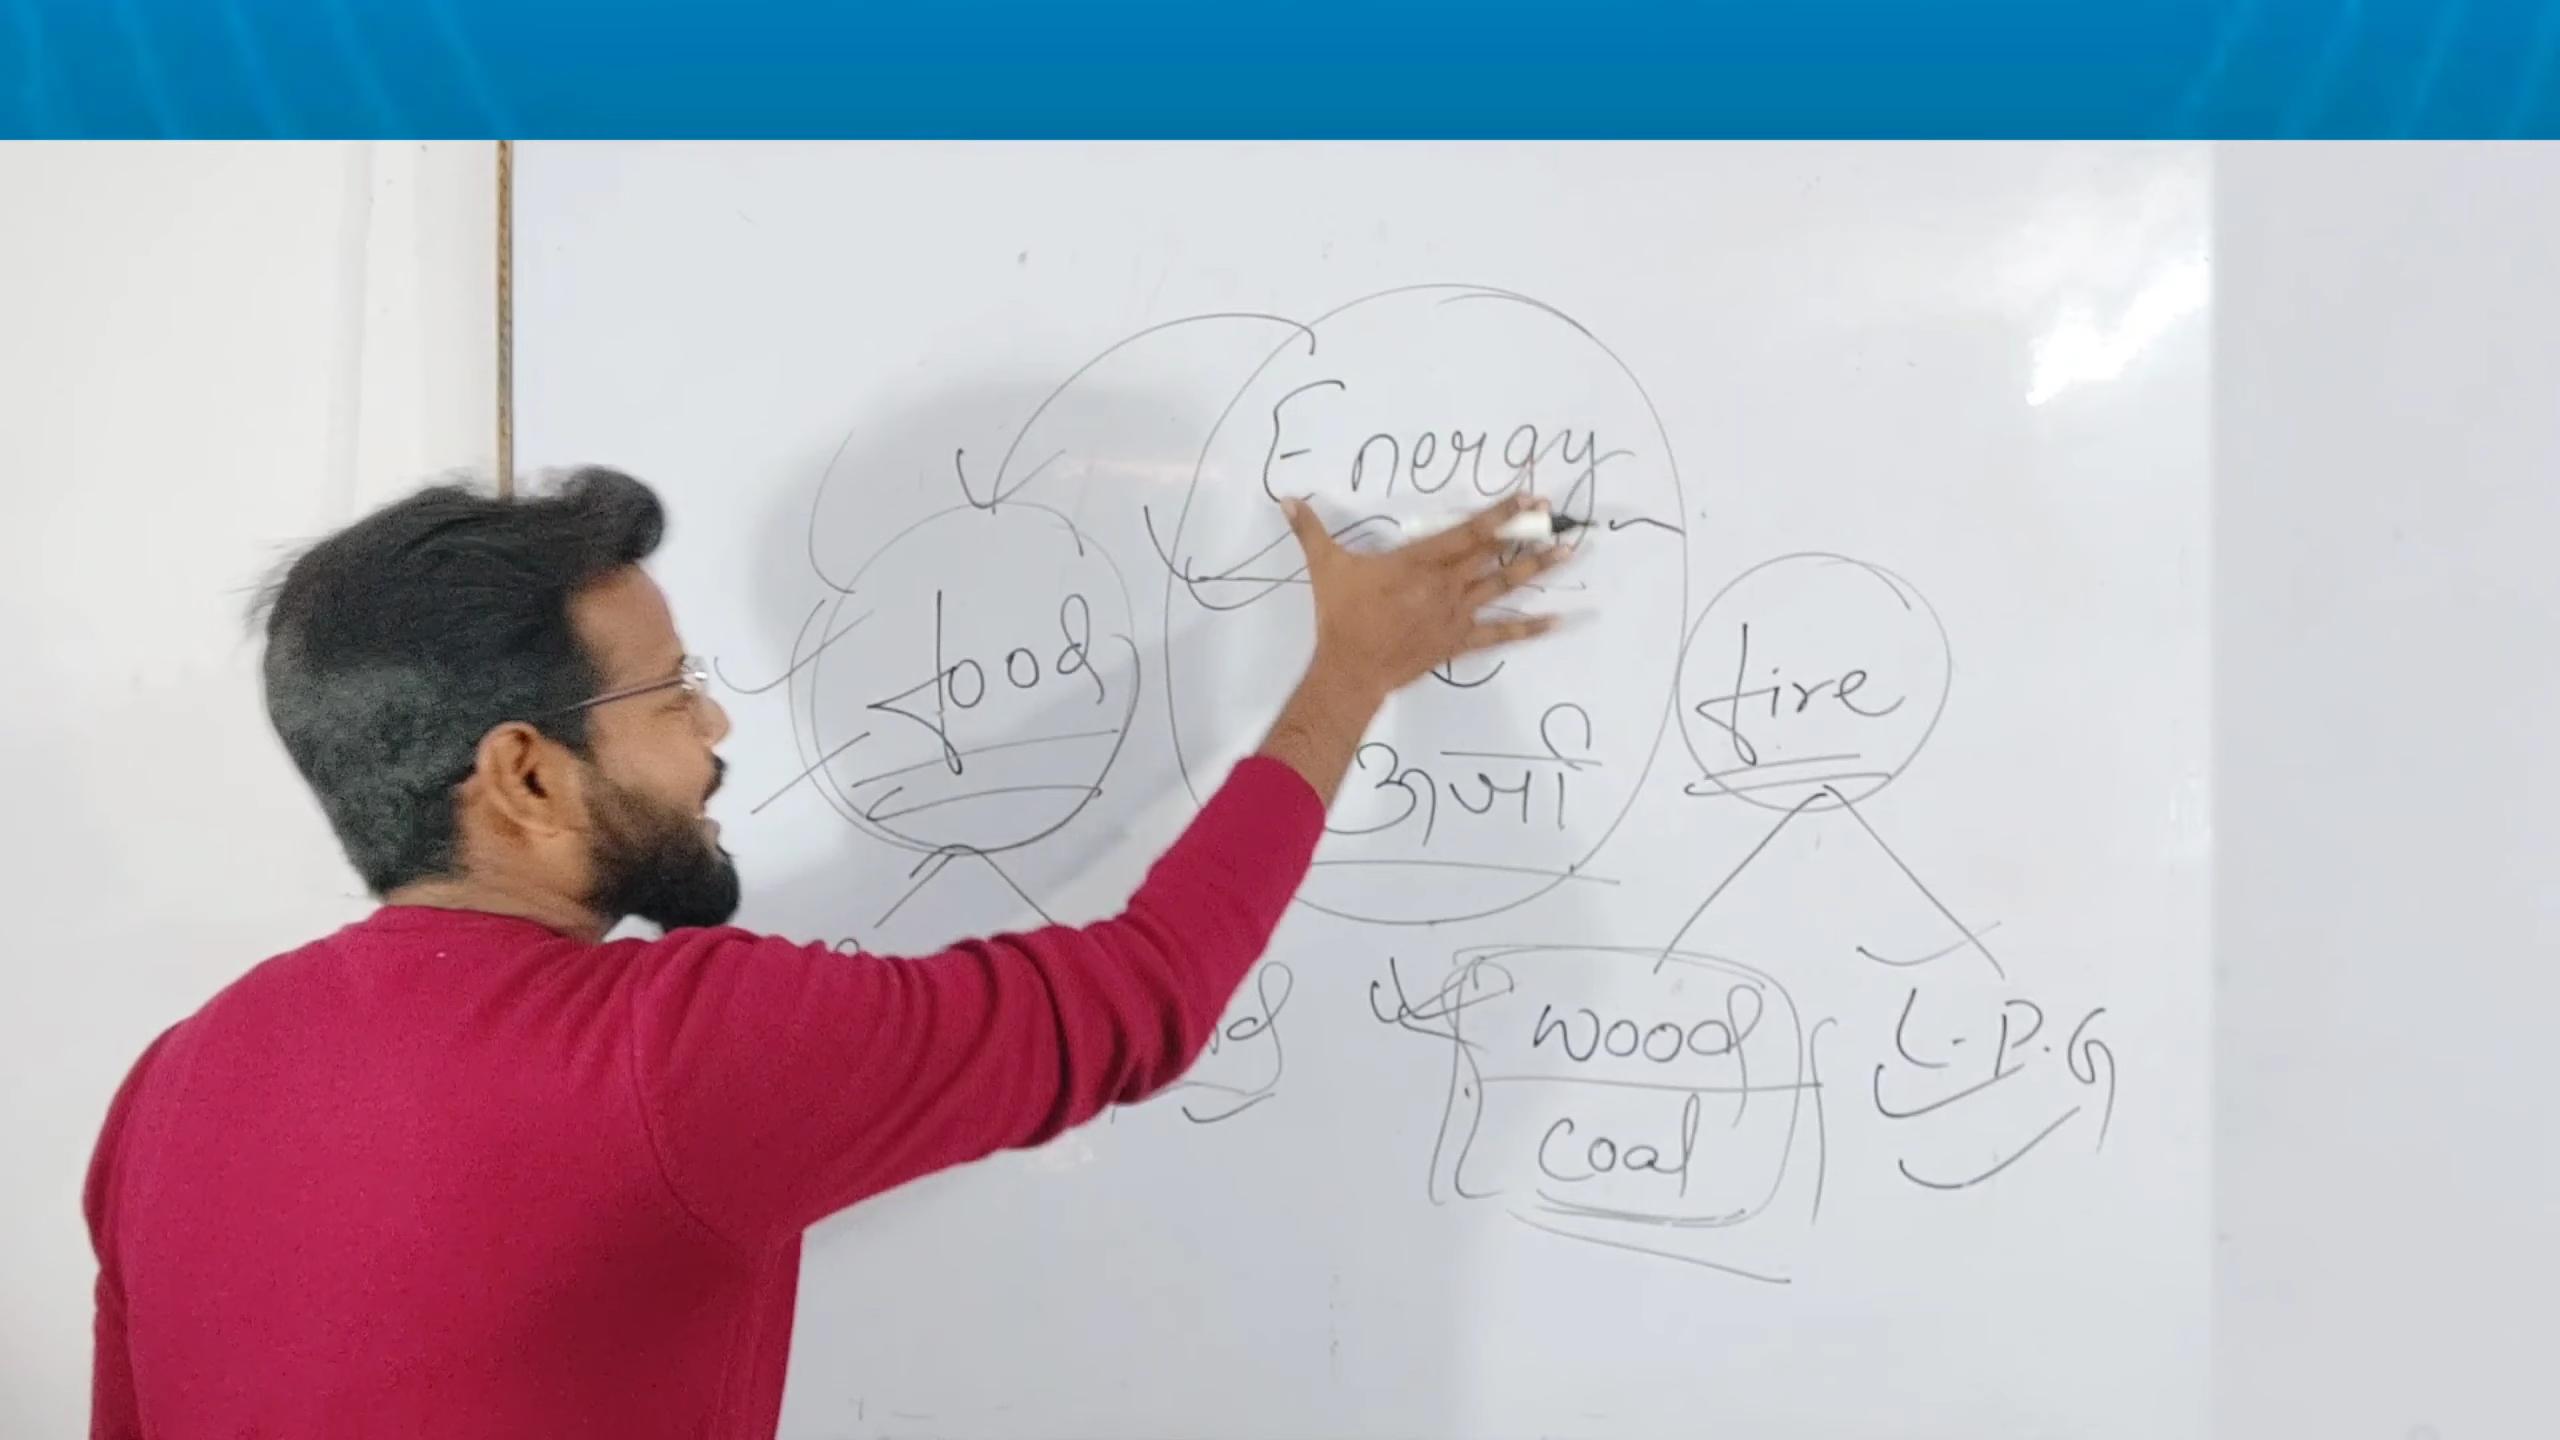 Energy
food
fire
ऊर्जा
wood
L.P.G
coal